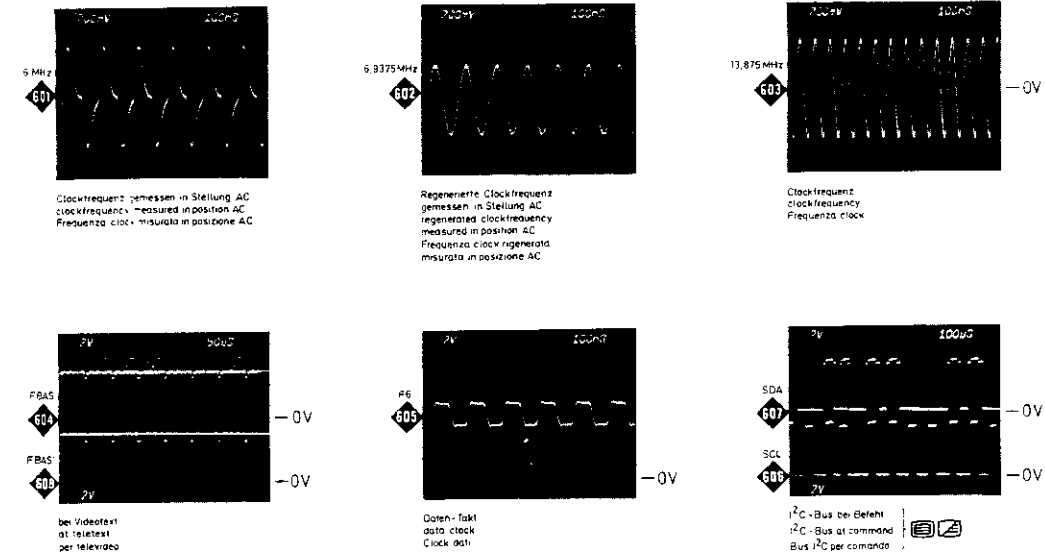 200mV 100nS
6 MHz
601
Clockfrequenz gemessen in Stellung AC
clockfrequency measured in position AC
Frequenza clock misurata in posizione AC
200mV 100nS
6,9375MHz
602
Regenerierte Clockfrequenz
gemessen in Stellung AC
regenerated clockfrequency
measured in position AC
Frequenza clock rigenerata
misurata in posizione AC
200mV 100nS
13,875 MHz
603
0V
Clockfrequenz
clockfrequency
Frequenza clock
2V 50µS
FBAS
604
0V
FBAS
0V
2V
bei Videotext
at teletext
per televideo
2V 100nS
F6
605
0V
Daten-Takt
data clock
Clock dati
2V 100µS
SDA
607
0V
SCL
606
0V
2V
I²C-Bus bei Befehl
I²C-Bus at command
Bus I²C per comando